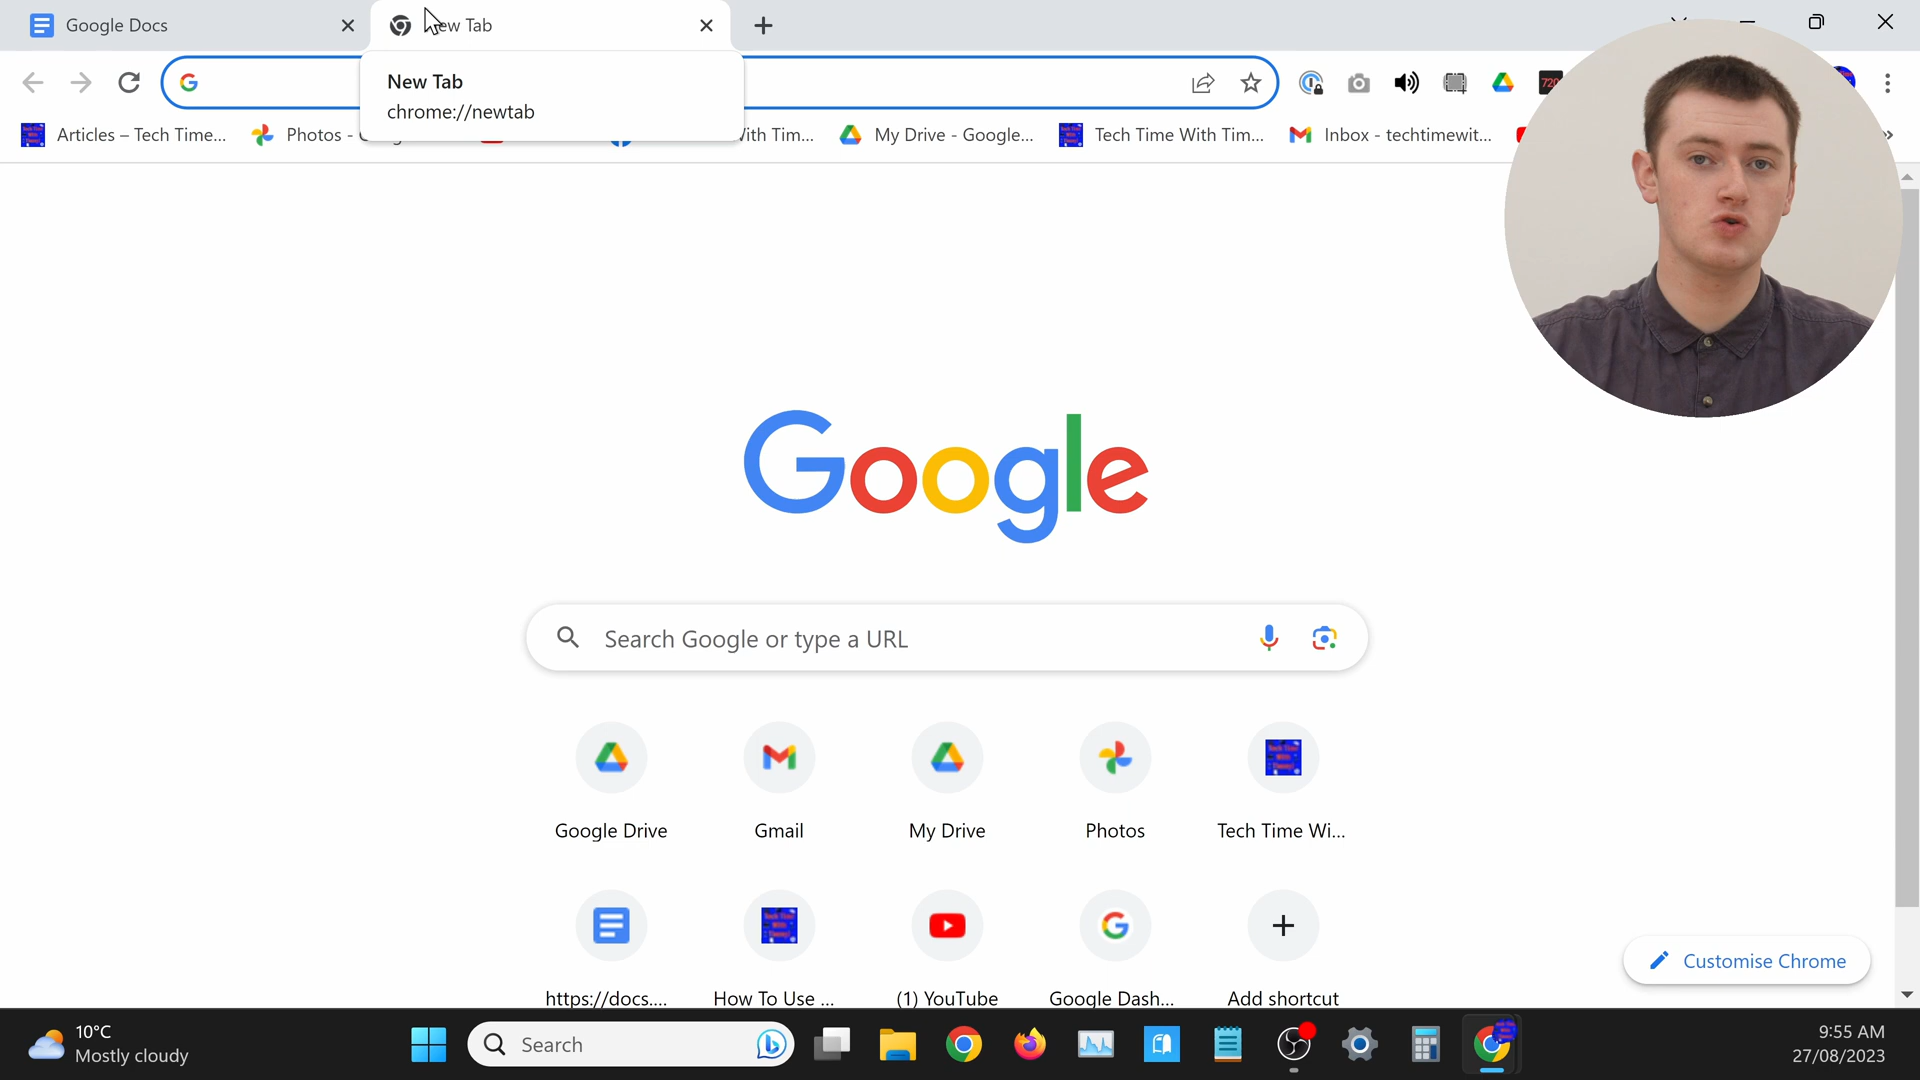 Google Docs
New Tab
New Tab
chrome://newtab
720
Articles – Tech Time...
Photos -
ith Tim...
My Drive - Google...
Tech Time With Tim...
Inbox - techtimewit...
Google
Search Google or type a URL
Google Drive
Gmail
My Drive
Photos
Tech Time Wi...
https://docs....
How To Use ...
(1) YouTube
Google Dash...
Add shortcut
Customise Chrome
10°C
Mostly cloudy
Search
9:55 AM
27/08/2023